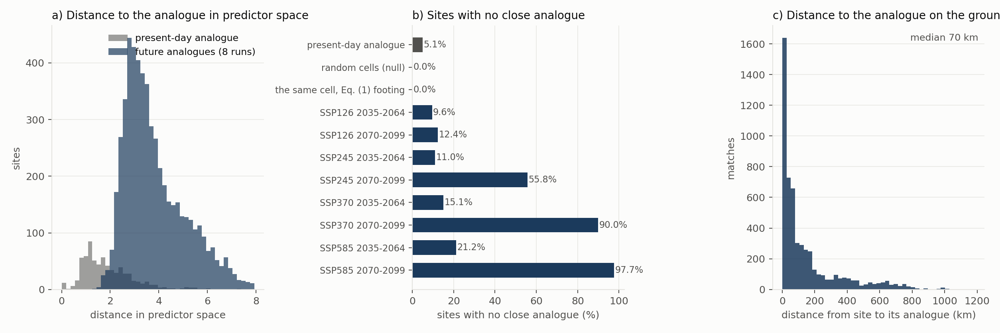 a) Distance to the analogue in predictor space
present-day analogue
future analogues (8 runs)
400
300
200
100
0
sites
0 2 4 6 8
distance in predictor space
b) Sites with no close analogue
present-day analogue 5.1%
random cells (null) 0.0%
the same cell, Eq. (1) footing 0.0%
SSP126 2035-2064 9.6%
SSP126 2070-2099 12.4%
SSP245 2035-2064 11.0%
SSP245 2070-2099 55.8%
SSP370 2035-2064 15.1%
SSP370 2070-2099 90.0%
SSP585 2035-2064 21.2%
SSP585 2070-2099 97.7%
0 20 40 60 80 100
sites with no close analogue (%)
c) Distance to the analogue on the groun
median 70 km
1600
1400
1200
1000
800
600
400
200
0
matches
0 200 400 600 800 1000 1200
distance from site to its analogue (km)